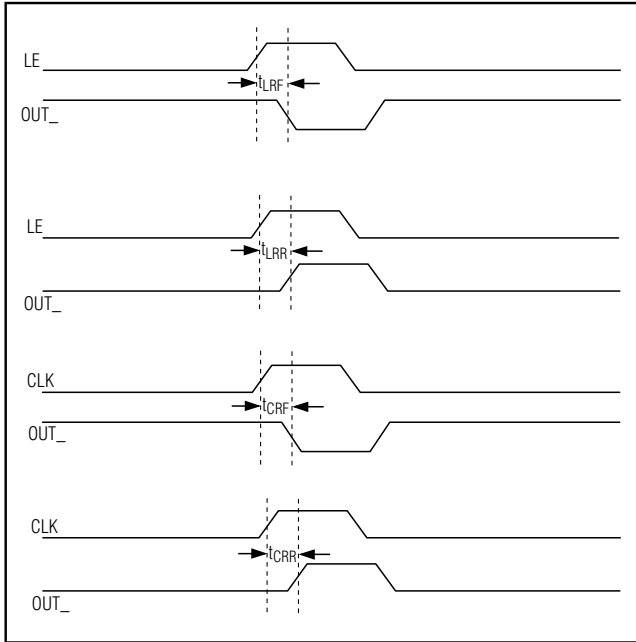 LE
tLRF
OUT_
LE
tLRR
OUT_
CLK
tCRF
OUT_
CLK
tCRR
OUT_